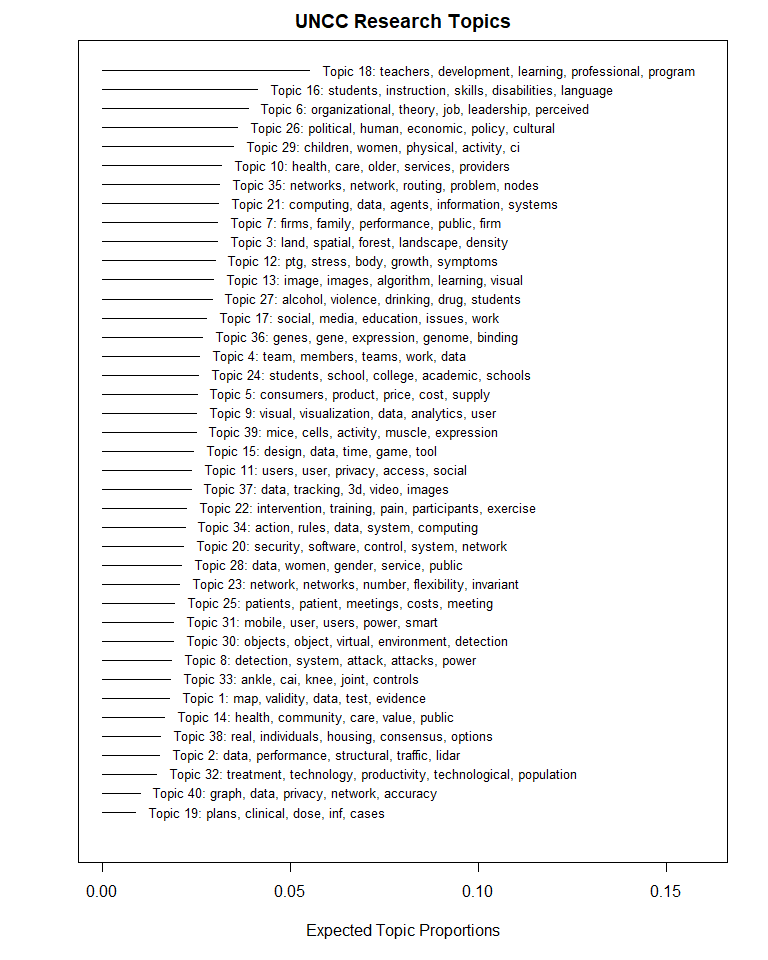 UNCC Research Topics
Topic 18: teachers, development, learning, professional, program
Topic 16: students, instruction, skills, disabilities, language
Topic 6: organizational, theory, job, leadership, perceived
Topic 26: political, human, economic, policy, cultural
Topic 29: children, women, physical, activity, ci
Topic 10: health, care, older, services, providers
Topic 35: networks, network, routing, problem, nodes
Topic 21: computing, data, agents, information, systems
Topic 7: firms, family, performance, public, firm
Topic 3: land, spatial, forest, landscape, density
Topic 12: ptg, stress, body, growth, symptoms
Topic 13: image, images, algorithm, learning, visual
Topic 27: alcohol, violence, drinking, drug, students
Topic 17: social, media, education, issues, work
Topic 36: genes, gene, expression, genome, binding
Topic 4: team, members, teams, work, data
Topic 24: students, school, college, academic, schools
Topic 5: consumers, product, price, cost, supply
Topic 9: visual, visualization, data, analytics, user
Topic 39: mice, cells, activity, muscle, expression
Topic 15: design, data, time, game, tool
Topic 11: users, user, privacy, access, social
Topic 37: data, tracking, 3d, video, images
Topic 22: intervention, training, pain, participants, exercise
Topic 34: action, rules, data, system, computing
Topic 20: security, software, control, system, network
Topic 28: data, women, gender, service, public
Topic 23: network, networks, number, flexibility, invariant
Topic 25: patients, patient, meetings, costs, meeting
Topic 31: mobile, user, users, power, smart
Topic 30: objects, object, virtual, environment, detection
Topic 8: detection, system, attack, attacks, power
Topic 33: ankle, cai, knee, joint, controls
Topic 1: map, validity, data, test, evidence
Topic 14: health, community, care, value, public
Topic 38: real, individuals, housing, consensus, options
Topic 2: data, performance, structural, traffic, lidar
Topic 32: treatment, technology, productivity, technological, population
Topic 40: graph, data, privacy, network, accuracy
Topic 19: plans, clinical, dose, inf, cases
0.00 0.05 0.10 0.15
Expected Topic Proportions